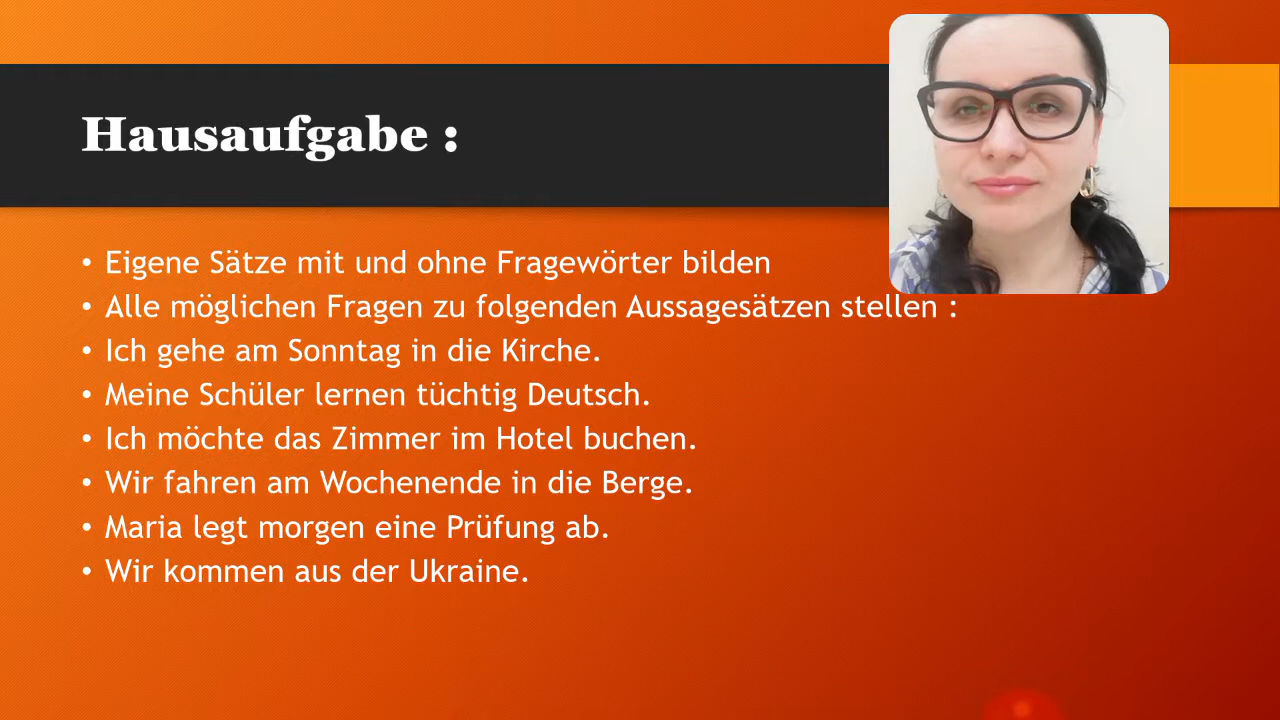 Hausaufgabe :
• Eigene Sätze mit und ohne Fragewörter bilden
• Alle möglichen Fragen zu folgenden Aussagesätzen stellen :
• Ich gehe am Sonntag in die Kirche.
• Meine Schüler lernen tüchtig Deutsch.
• Ich möchte das Zimmer im Hotel buchen.
• Wir fahren am Wochenende in die Berge.
• Maria legt morgen eine Prüfung ab.
• Wir kommen aus der Ukraine.